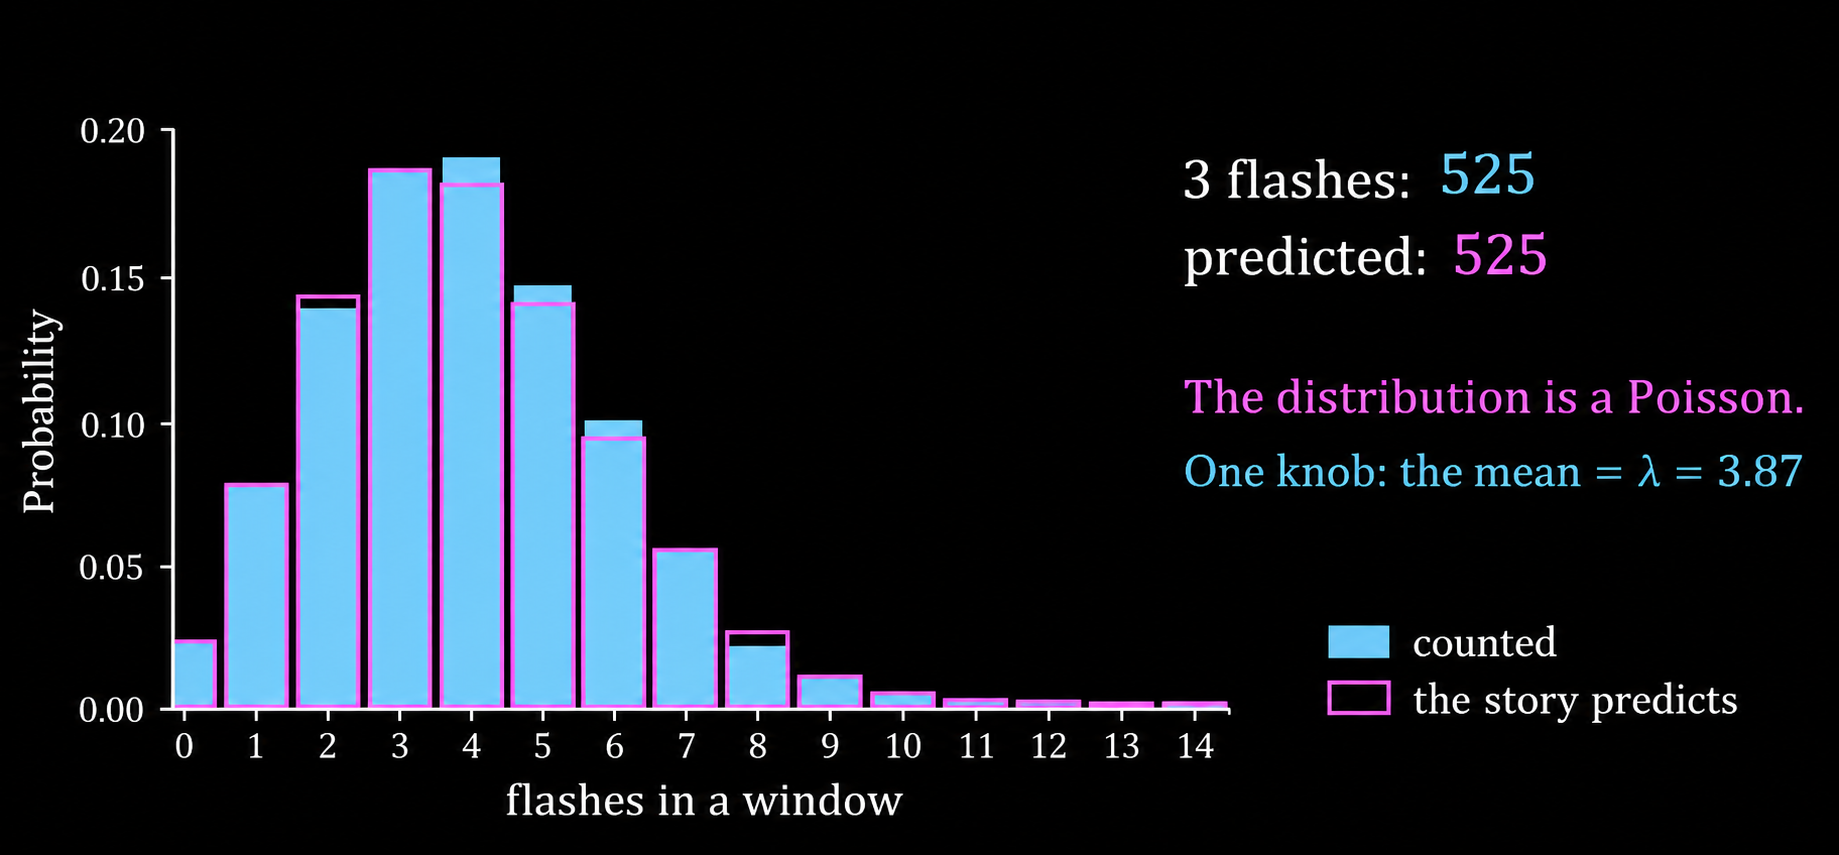 0.20
0.15
0.10
0.05
0.00
Probability
0 1 2 3 4 5 6 7 8 9 10 11 12 13 14
flashes in a window
3 flashes: 525
predicted: 525
The distribution is a Poisson.
One knob: the mean = λ = 3.87
counted
the story predicts